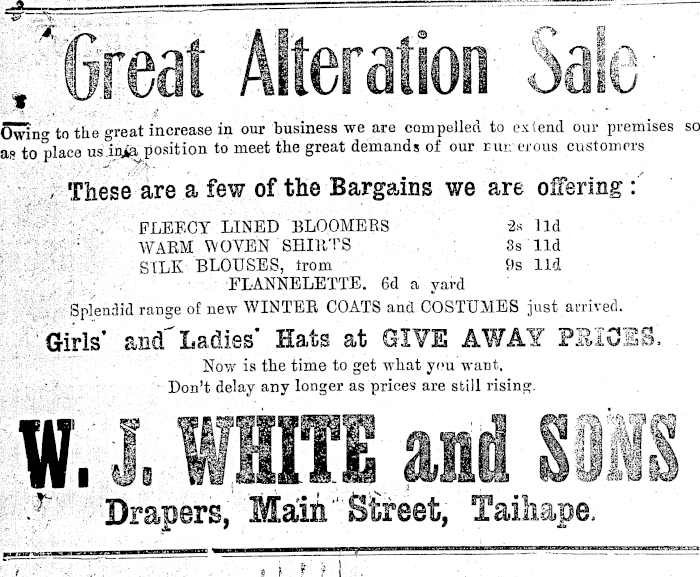 Great Alteration Sale
Owing to the great increase in our business we are compelled to extend our premises so
as to place us in a position to meet the great demands of our numerous customers
These are a few of the Bargains we are offering:
FLEECY LINED BLOOMERS 2s 11d
WARM WOVEN SHIRTS 3s 11d
SILK BLOUSES, from 9s 11d
FLANNELETTE. 6d a yard
Splendid range of new WINTER COATS and COSTUMES just arrived.
Girls' and Ladies' Hats at GIVE AWAY PRICES.
Now is the time to get what you want.
Don't delay any longer as prices are still rising.
W. J. WHITE and SONS
Drapers, Main Street, Taihape.